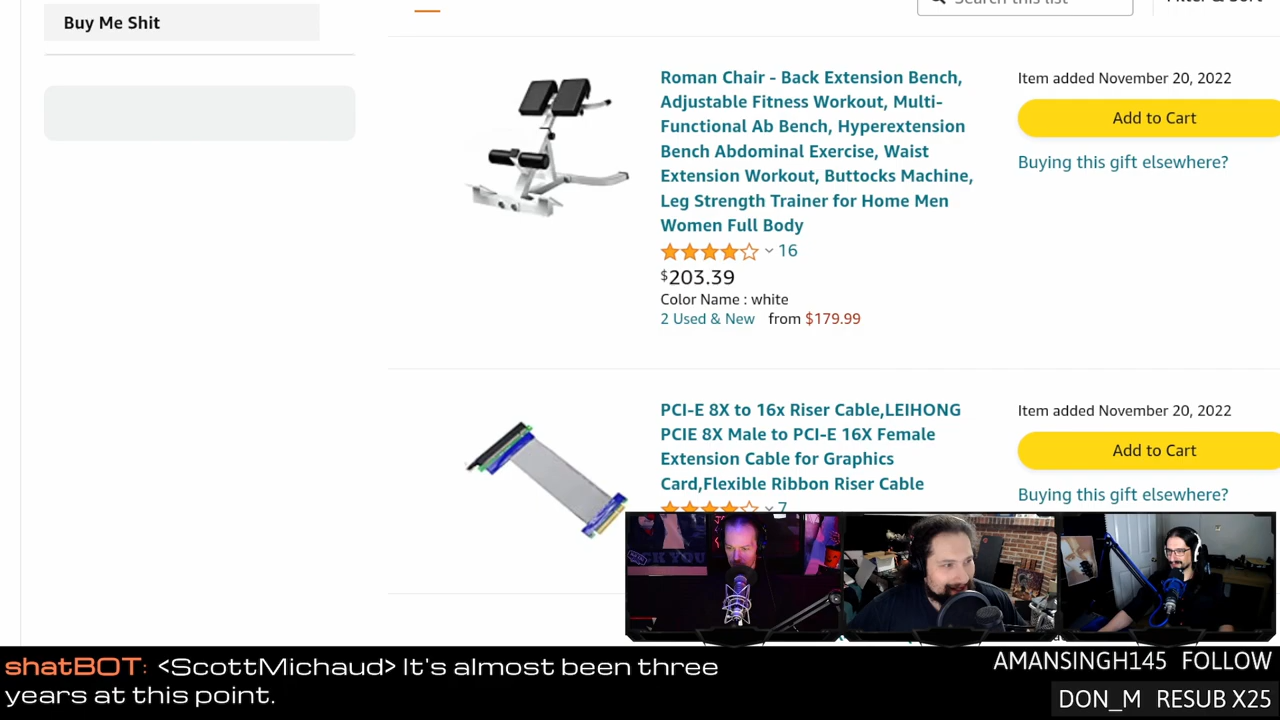 Buy Me Shit
Roman Chair - Back Extension Bench,
Adjustable Fitness Workout, Multi-
Functional Ab Bench, Hyperextension
Bench Abdominal Exercise, Waist
Extension Workout, Buttocks Machine,
Leg Strength Trainer for Home Men
Women Full Body
16
$203.39
Color Name : white
2 Used & New from $179.99
Item added November 20, 2022
Add to Cart
Buying this gift elsewhere?
PCI-E 8X to 16x Riser Cable,LEIHONG
PCIE 8X Male to PCI-E 16X Female
Extension Cable for Graphics
Card,Flexible Ribbon Riser Cable
7
Item added November 20, 2022
Add to Cart
Buying this gift elsewhere?
shatBOT: <ScottMichaud> It's almost been three
years at this point.
AMANSINGH145 FOLLOW
DON_M RESUB X25